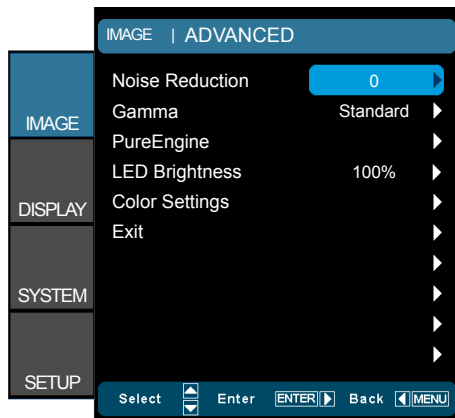 IMAGE | ADVANCED
Noise Reduction 0
Gamma Standard
PureEngine
LED Brightness 100%
Color Settings
Exit
IMAGE
DISPLAY
SYSTEM
SETUP
Select Enter ENTER Back MENU